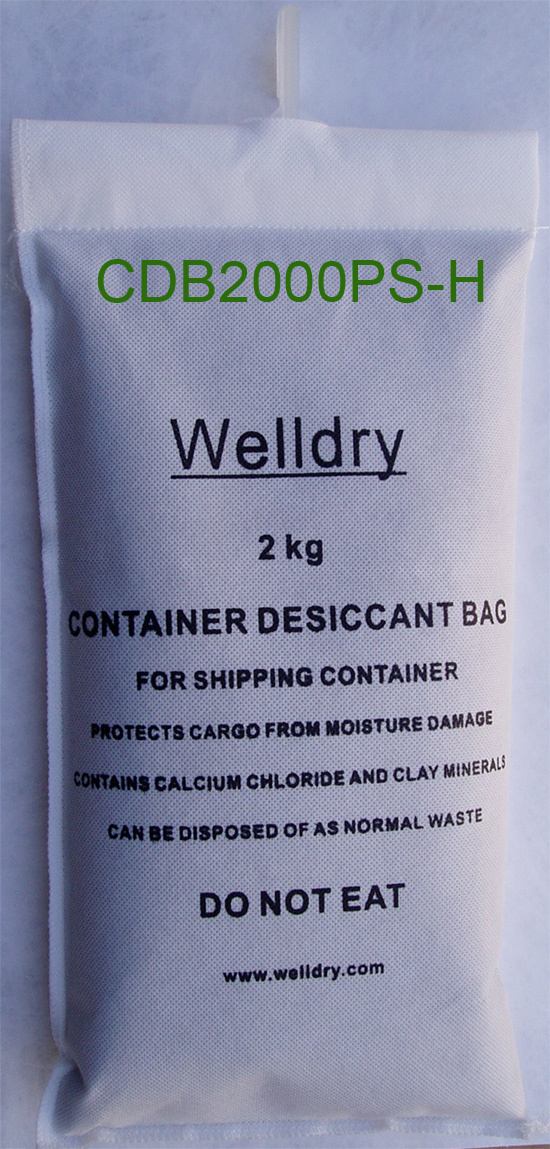 CDB2000PS-H
Welldry
2 kg
CONTAINER DESICCANT BAG
FOR SHIPPING CONTAINER
PROTECTS CARGO FROM MOISTURE DAMAGE
CONTAINS CALCIUM CHLORIDE AND CLAY MINERALS
CAN BE DISPOSED OF AS NORMAL WASTE
DO NOT EAT
www.welldry.com